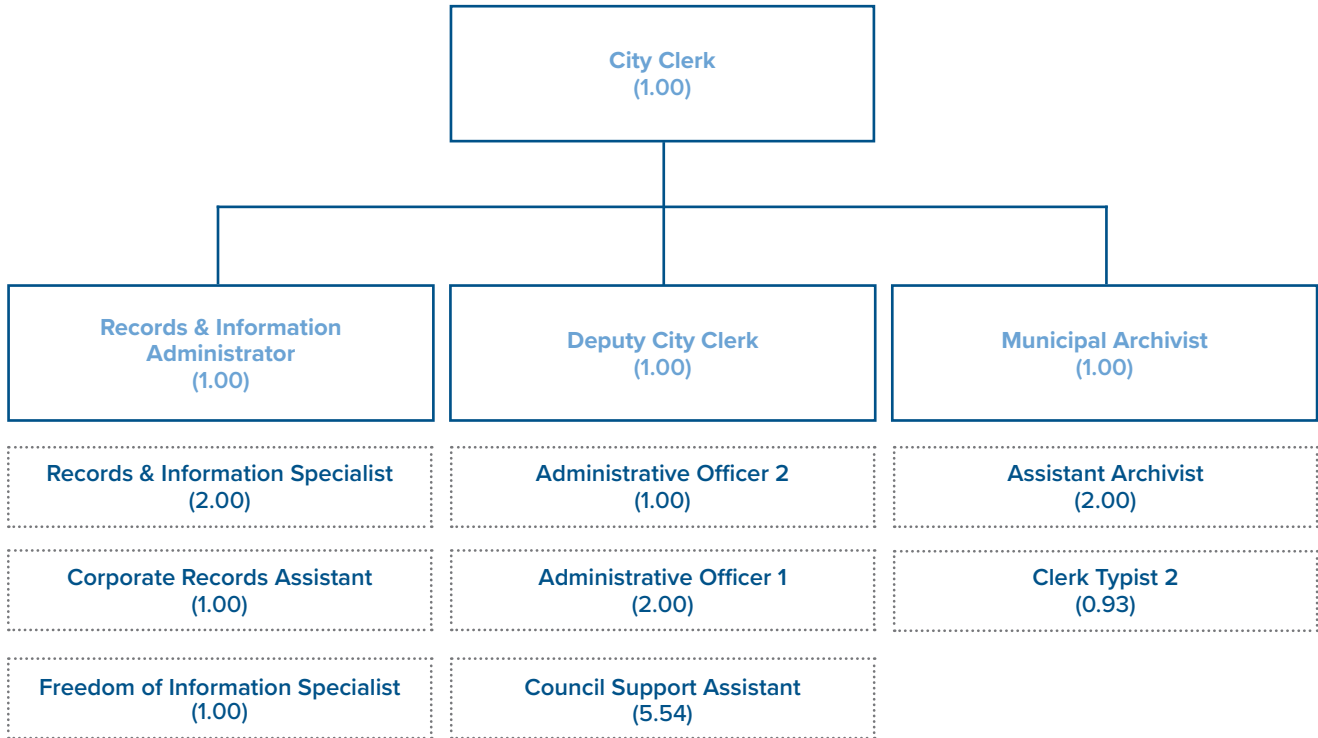 City Clerk
(1.00)
Records & Information
Administrator
(1.00)
Deputy City Clerk
(1.00)
Municipal Archivist
(1.00)
Records & Information Specialist
(2.00)
Administrative Officer 2
(1.00)
Assistant Archivist
(2.00)
Corporate Records Assistant
(1.00)
Administrative Officer 1
(2.00)
Clerk Typist 2
(0.93)
Freedom of Information Specialist
(1.00)
Council Support Assistant
(5.54)